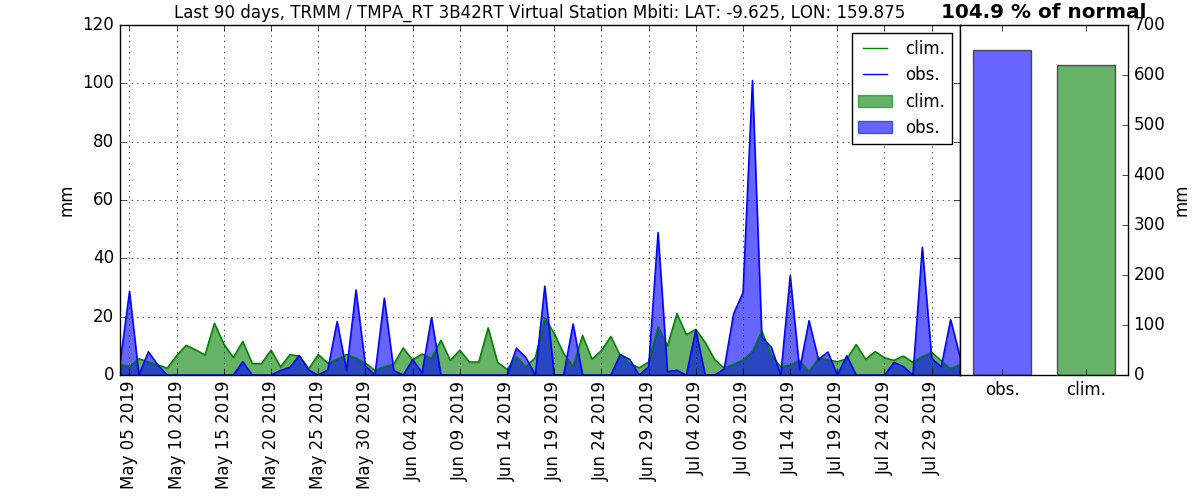 Last 90 days, TRMM / TMPA_RT 3B42RT Virtual Station Mbiti: LAT: -9.625, LON: 159.875
104.9 % of normal
120
100
80
60
40
20
0
mm
clim.
obs.
clim.
obs.
700
600
500
400
300
200
100
0
mm
May 05 2019
May 10 2019
May 15 2019
May 20 2019
May 25 2019
May 30 2019
Jun 04 2019
Jun 09 2019
Jun 14 2019
Jun 19 2019
Jun 24 2019
Jun 29 2019
Jul 04 2019
Jul 09 2019
Jul 14 2019
Jul 19 2019
Jul 24 2019
Jul 29 2019
obs.
clim.